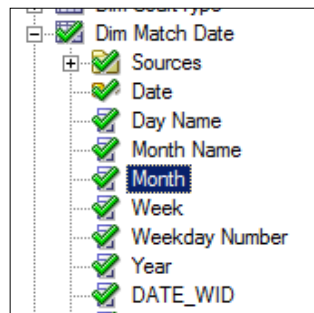 Dim Match Date
Sources
Date
Day Name
Month Name
Month
Week
Weekday Number
Year
DATE_WID